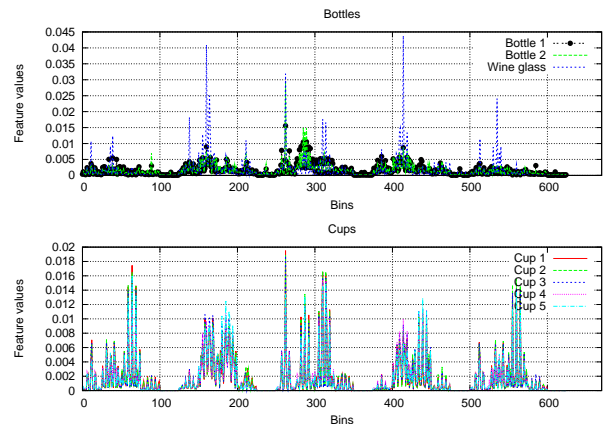 Bottles
Feature values
0.045
0.04
0.035
0.03
0.025
0.02
0.015
0.01
0.005
0
Bottle 1
Bottle 2
Wine glass
0 100 200 300 400 500 600
Bins
Cups
Feature values
0.02
0.018
0.016
0.014
0.012
0.01
0.008
0.006
0.004
0.002
0
Cup 1
Cup 2
Cup 3
Cup 4
Cup 5
0 100 200 300 400 500 600
Bins